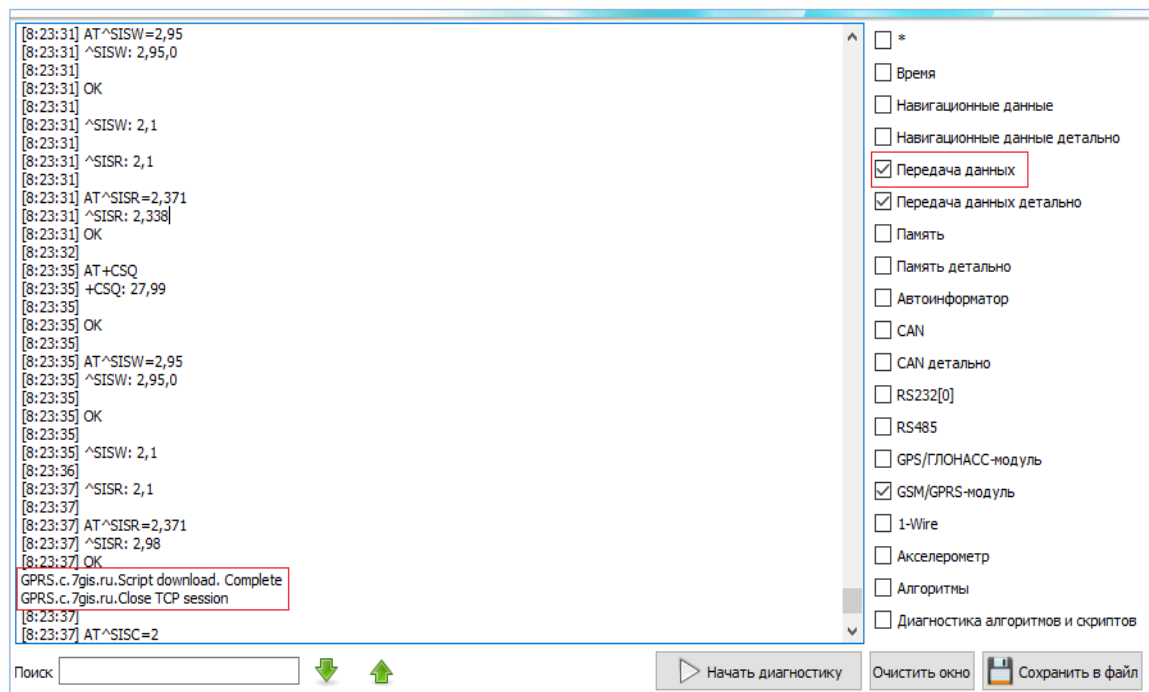 [8:23:31] AT^SISW=2,95
[8:23:31] ^SISW: 2,95,0
[8:23:31]
[8:23:31] OK
[8:23:31]
[8:23:31] ^SISW: 2,1
[8:23:31]
[8:23:31] ^SISR: 2,1
[8:23:31]
[8:23:31] AT^SISR=2,371
[8:23:31] ^SISR: 2,338
[8:23:31] OK
[8:23:32]
[8:23:35] AT+CSQ
[8:23:35] +CSQ: 27,99
[8:23:35]
[8:23:35] OK
[8:23:35]
[8:23:35] AT^SISW=2,95
[8:23:35] ^SISW: 2,95,0
[8:23:35]
[8:23:35] OK
[8:23:35]
[8:23:35] ^SISW: 2,1
[8:23:36]
[8:23:37] ^SISR: 2,1
[8:23:37]
[8:23:37] AT^SISR=2,371
[8:23:37] ^SISR: 2,98
[8:23:37] OK
GPRS.c.7gis.ru.Script download. Complete
GPRS.c.7gis.ru.Close TCP session
[8:23:37]
[8:23:37] AT^SISC=2
*
Время
Навигационные данные
Навигационные данные детально
Передача данных
Передача данных детально
Память
Память детально
Автоинформатор
CAN
CAN детально
RS232[0]
RS485
GPS/ГЛОНАСС-модуль
GSM/GPRS-модуль
1-Wire
Акселерометр
Алгоритмы
Диагностика алгоритмов и скриптов
Поиск
Начать диагностику
Очистить окно
Сохранить в файл